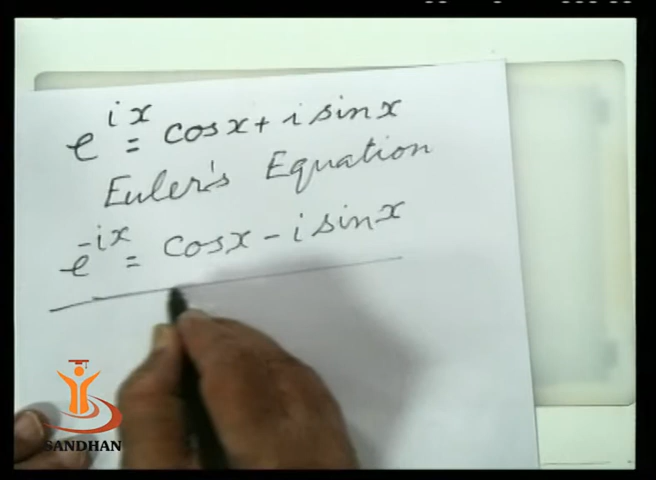 e^{ix} = cosx + i sinx
Euler's Equation
e^{-ix} = cosx - i sinx
SANDHAN